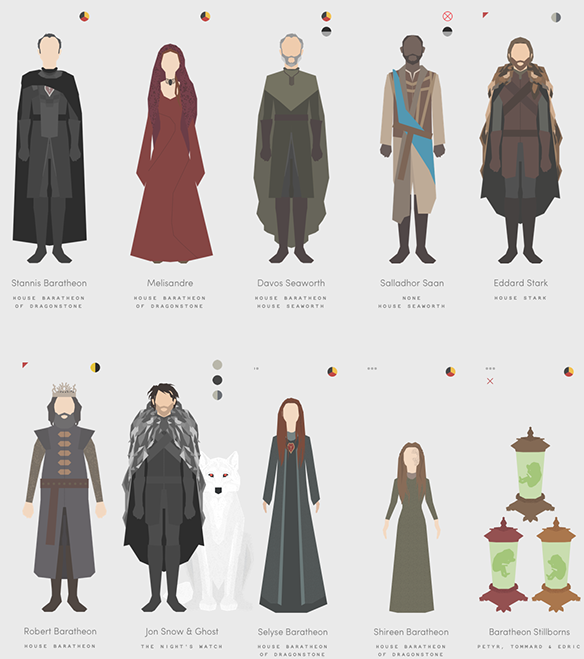 Stannis Baratheon
HOUSE BARATHEON
OF DRAGONSTONE
Melisandre
HOUSE BARATHEON
OF DRAGONSTONE
Davos Seaworth
HOUSE BARATHEON
HOUSE SEAWORTH
Salladhor Saan
NONE
HOUSE SEAWORTH
Eddard Stark
HOUSE STARK
Robert Baratheon
HOUSE BARATHEON
Jon Snow & Ghost
THE NIGHT'S WATCH
Selyse Baratheon
HOUSE BARATHEON
OF DRAGONSTONE
Shireen Baratheon
HOUSE BARATHEON
OF DRAGONSTONE
Baratheon Stillborns
PETYR, TOMMARD & EDRIC